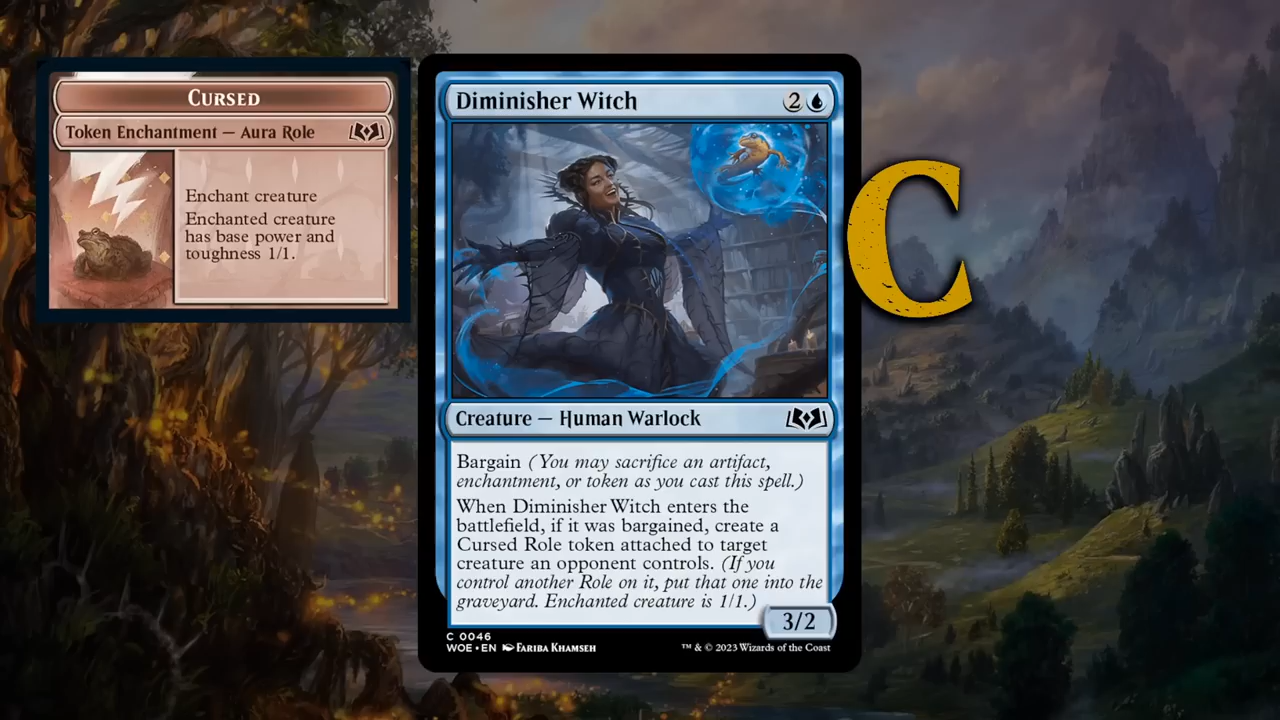 Cursed
Token Enchantment — Aura Role
Enchant creature
Enchanted creature
has base power and
toughness 1/1.
Diminisher Witch
2
Creature — Human Warlock
Bargain (You may sacrifice an artifact,
enchantment, or token as you cast this spell.)
When Diminisher Witch enters the
battlefield, if it was bargained, create a
Cursed Role token attached to target
creature an opponent controls. (If you
control another Role on it, put that one into the
graveyard. Enchanted creature is 1/1.)
3/2
C 0046
WOE • EN Fariba Khamseh
™ & © 2023 Wizards of the Coast
C